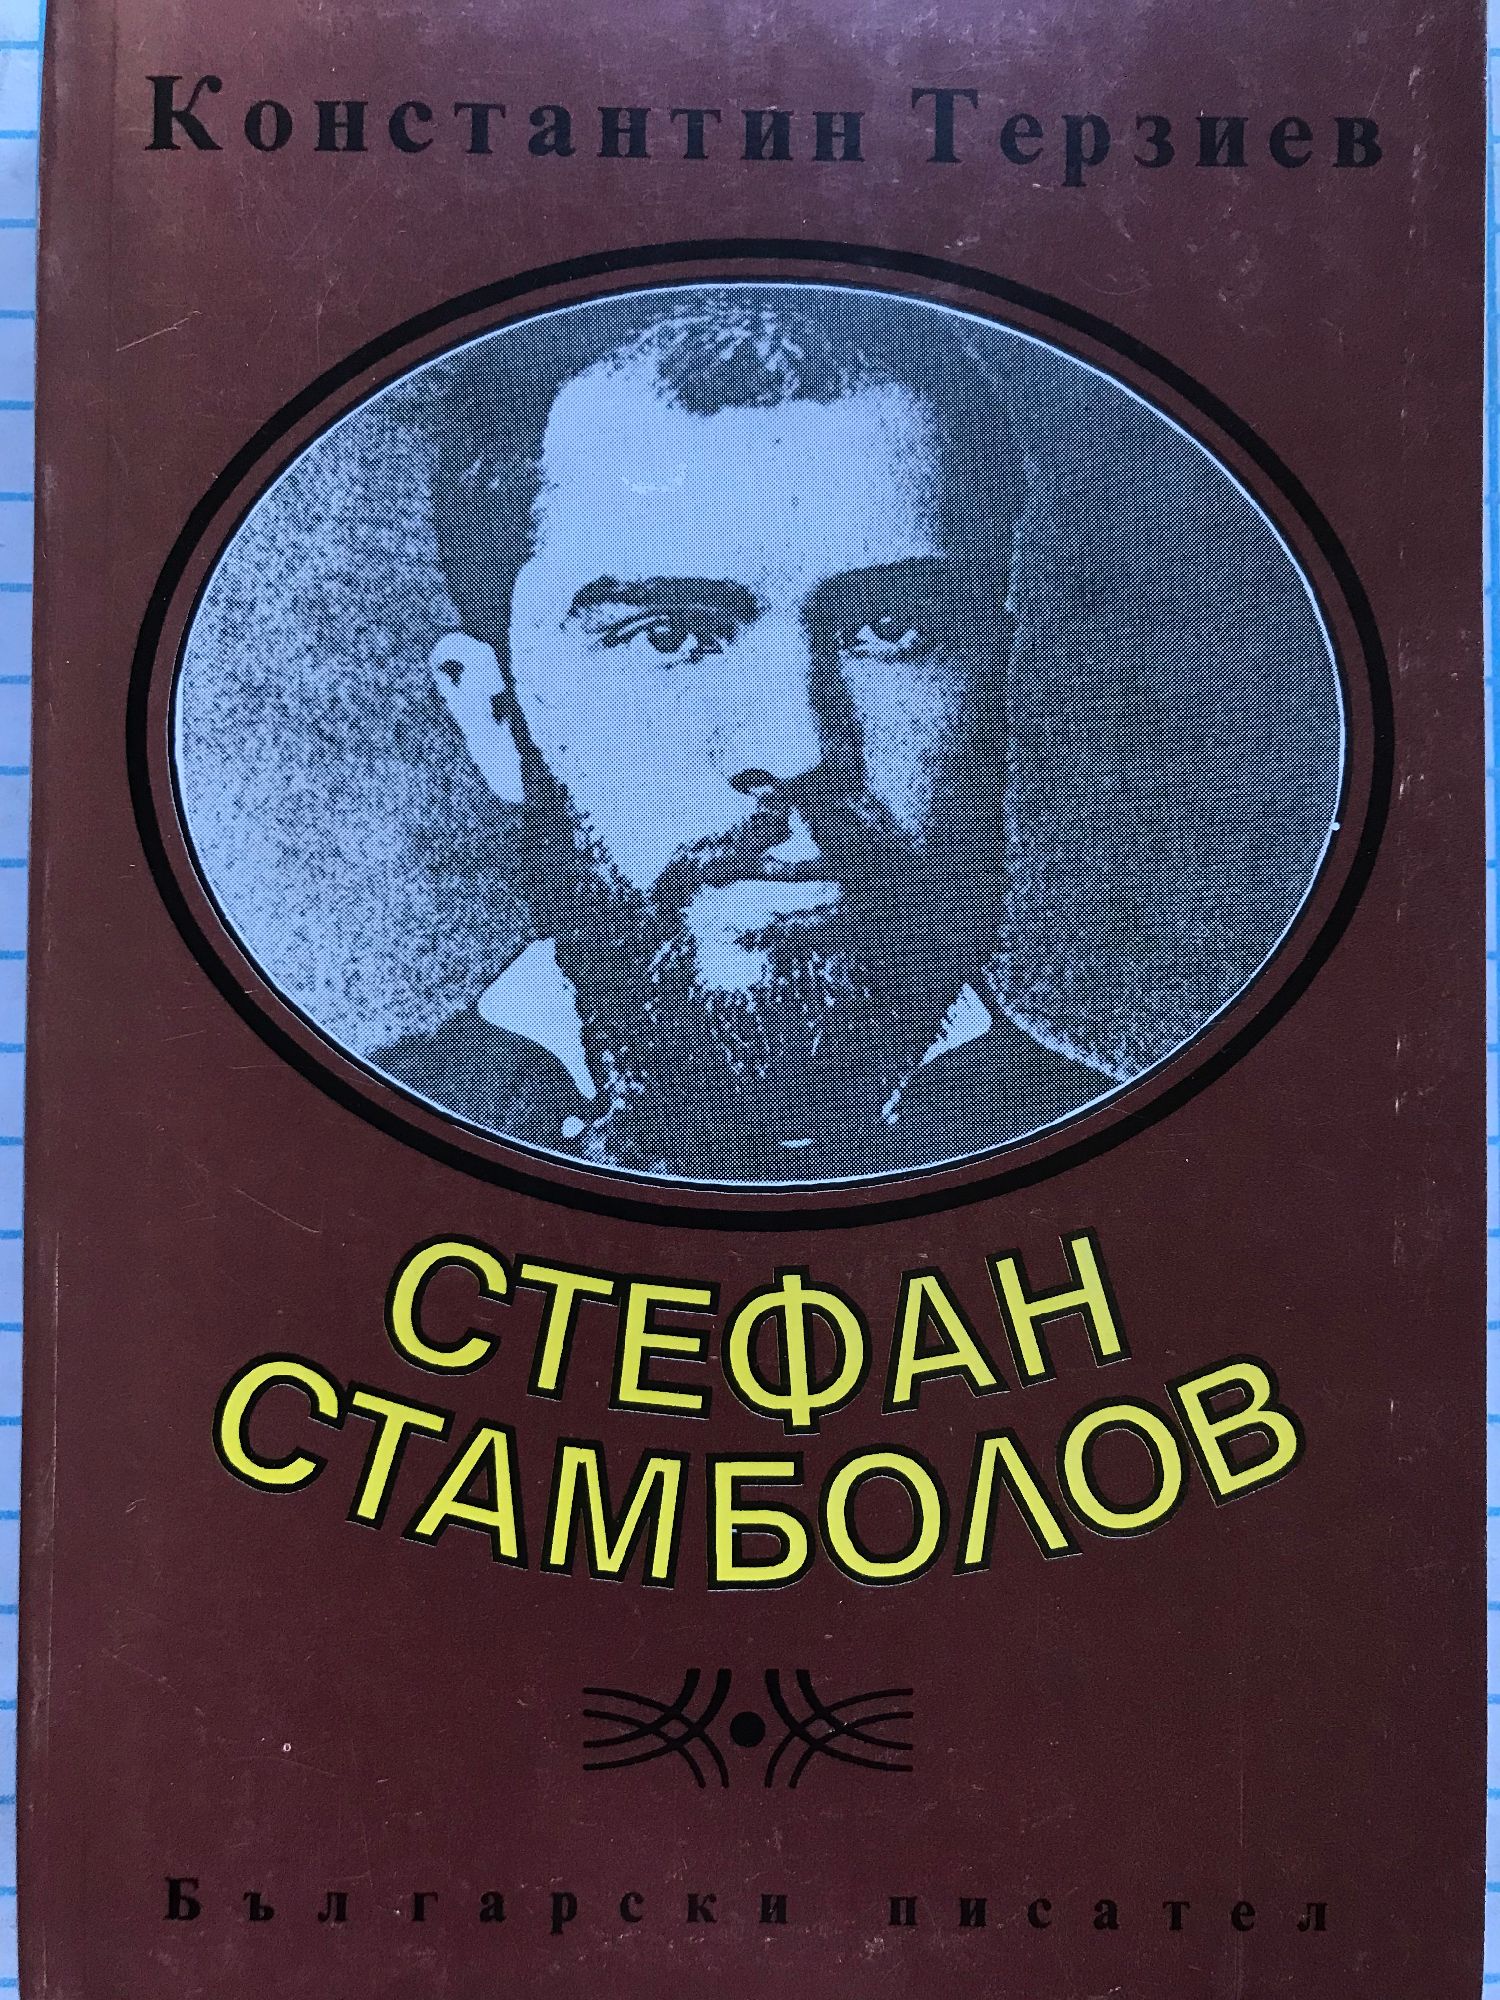 Константин Терзиев
СТЕФАН
СТАМБОЛОВ
Български писател